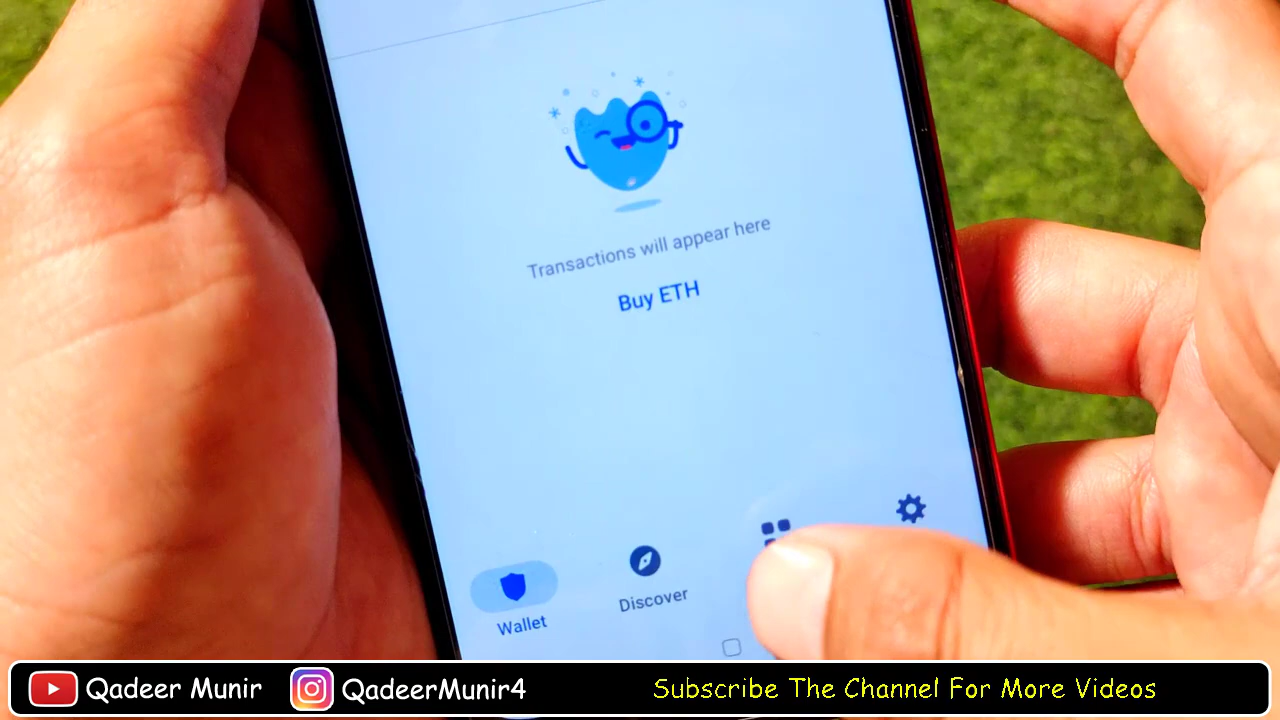 Transactions will appear here
Buy ETH
Discover
Wallet
Qadeer Munir
QadeerMunir4
Subscribe The Channel For More Videos